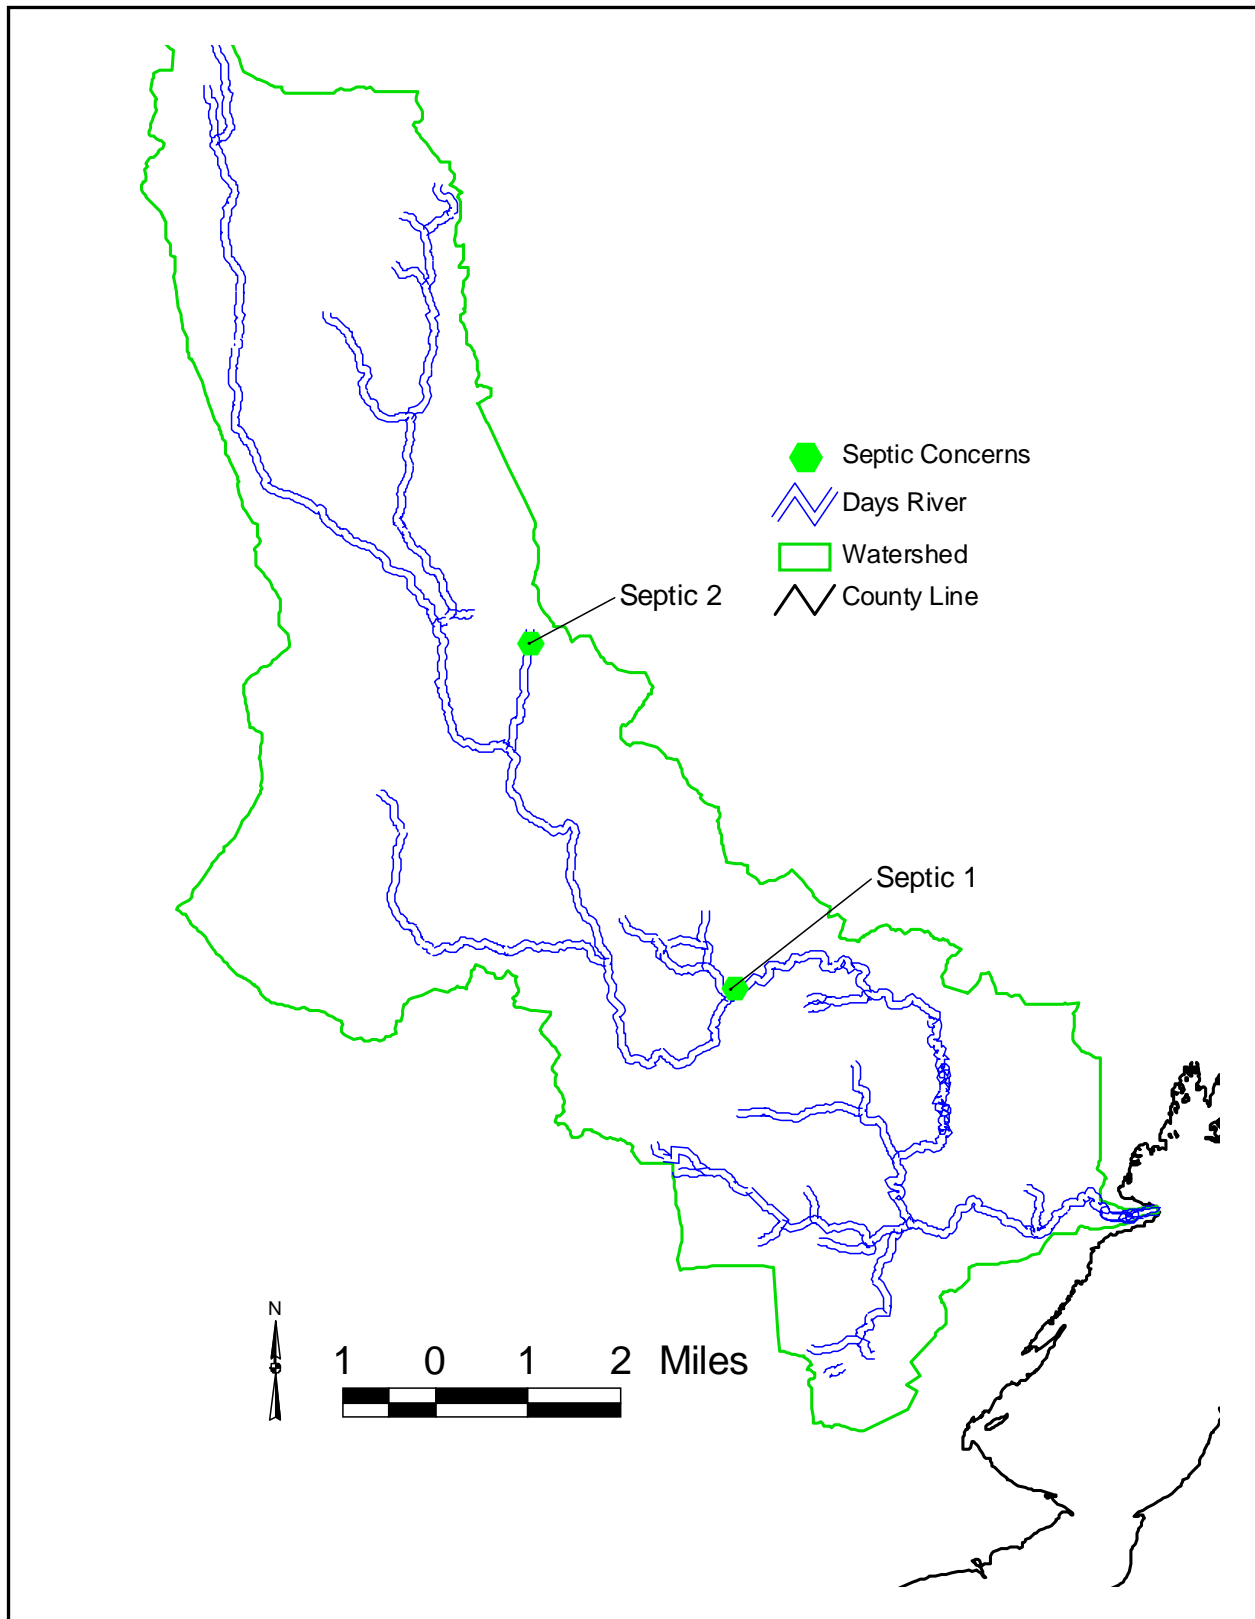 Septic Concerns
Days River
Watershed
County Line
Septic 2
Septic 1
N
1 0 1 2 Miles